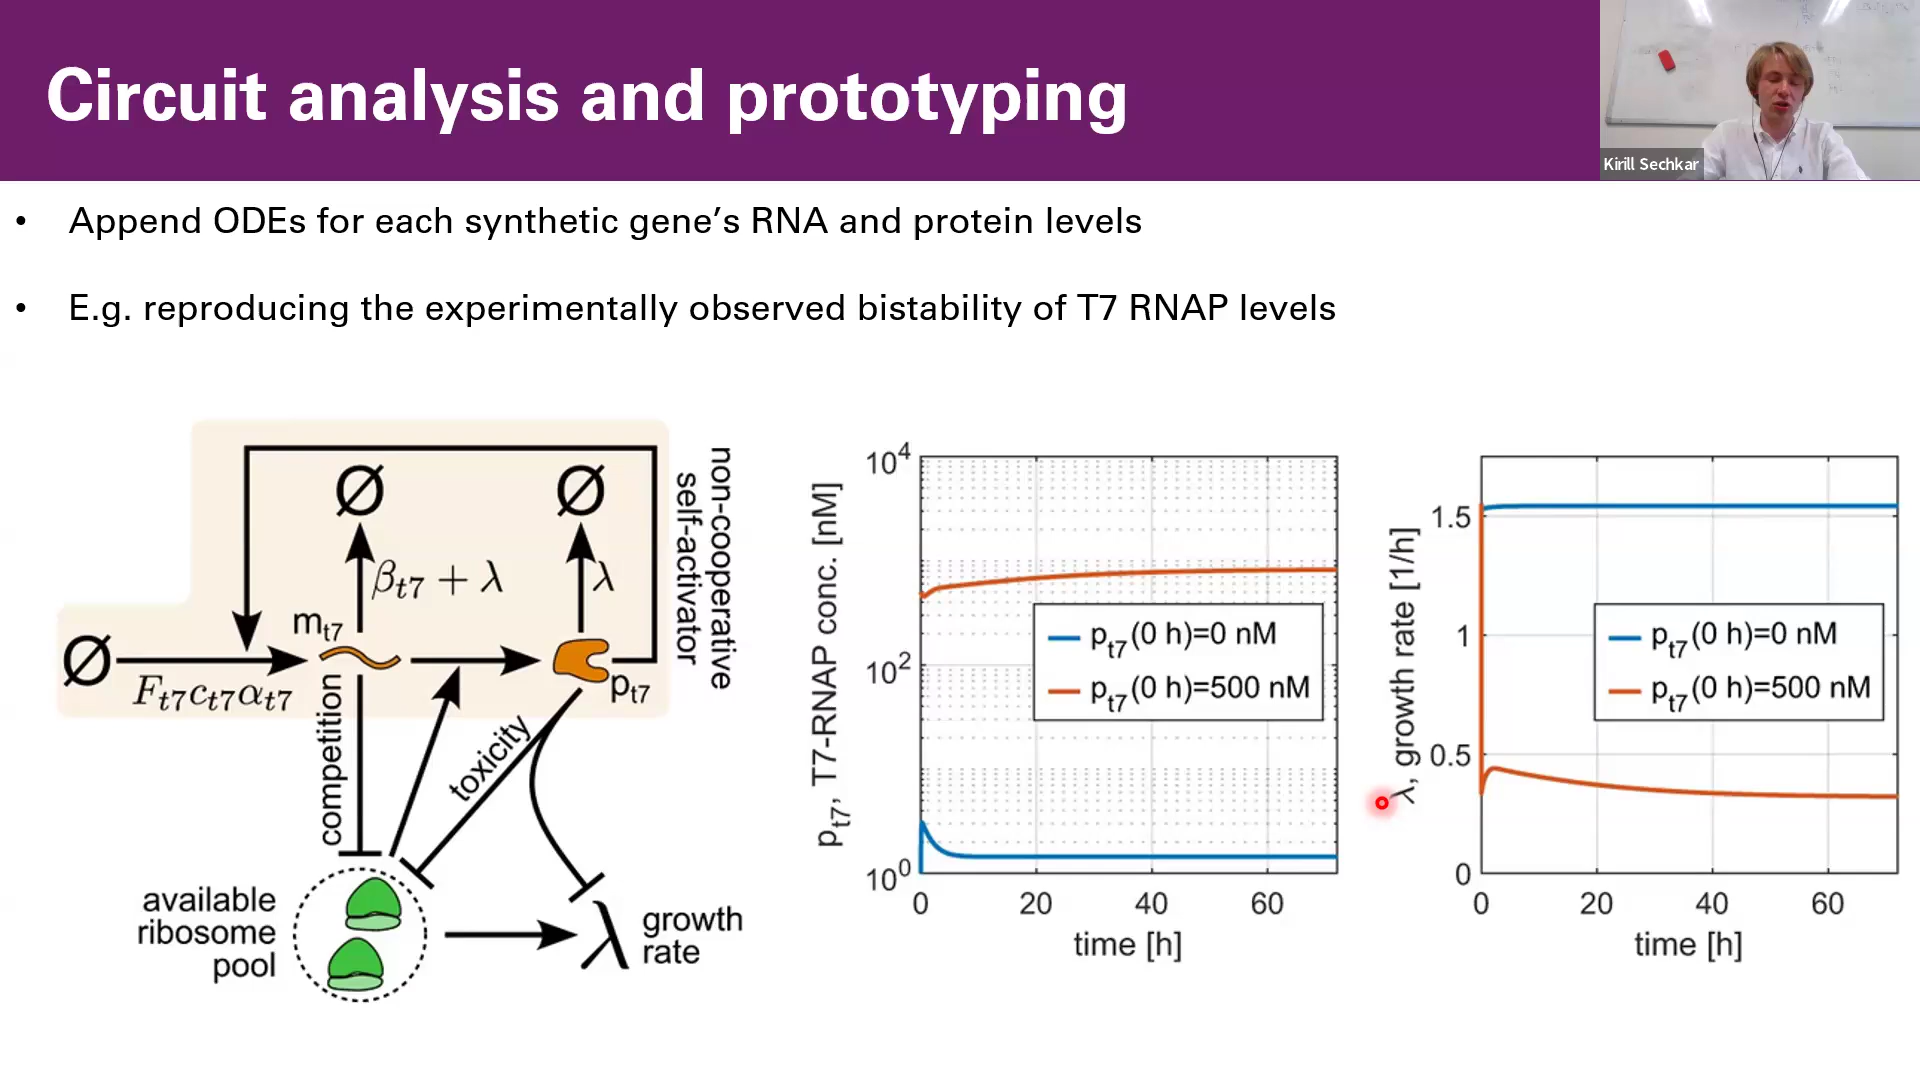 Circuit analysis and prototyping
Kirill Sechkar
• Append ODEs for each synthetic gene’s RNA and protein levels
• E.g. reproducing the experimentally observed bistability of T7 RNAP levels
non-cooperative
self-activator
Ø
Ø
β_t7 + λ
λ
m_t7
Ø
F_t7 c_t7 α_t7
p_t7
competition
toxicity
available
ribosome
pool
λ
growth
rate
p_t7, T7-RNAP conc. [nM]
10^4
10^2
10^0
p_t7(0 h)=0 nM
p_t7(0 h)=500 nM
0 20 40 60
time [h]
λ, growth rate [1/h]
1.5
1
0.5
0
p_t7(0 h)=0 nM
p_t7(0 h)=500 nM
0 20 40 60
time [h]